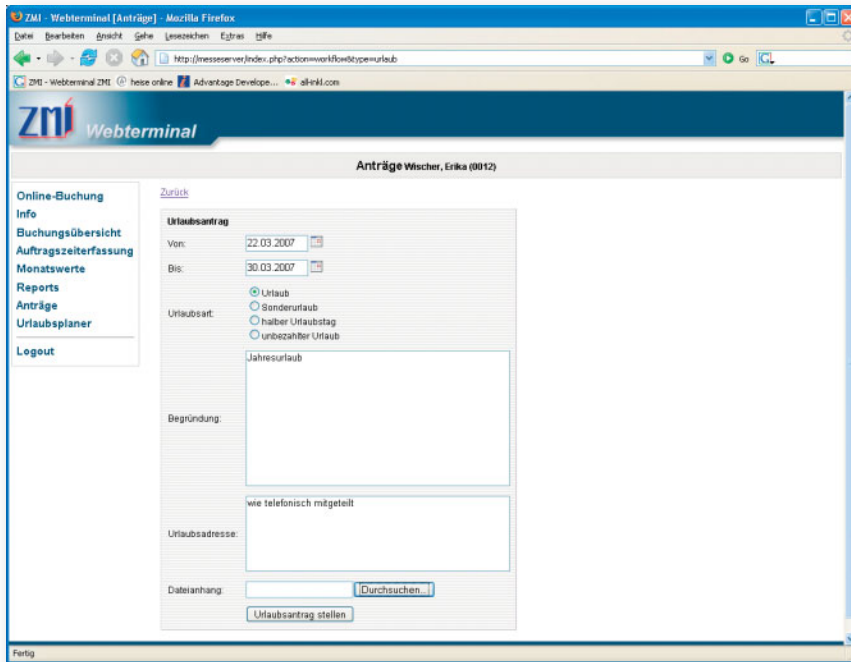 ZMI - Webterminal [Anträge] - Mozilla Firefox
Datei Bearbeiten Ansicht Gehe Lesezeichen Extras Hilfe
http://messeserver/index.php?action=workflow&type=urlaub
Go
ZMI - Webterminal ZMI heise online Advantage Develope... all-inkl.com
ZMI Webterminal
Anträge Wischer, Erika (0012)
Online-Buchung
Info
Buchungsübersicht
Auftragszeiterfassung
Monatswerte
Reports
Anträge
Urlaubsplaner
Logout
Zurück
Urlaubsantrag
Von: 22.03.2007
Bis: 30.03.2007
Urlaubsart:
Urlaub
Sonderurlaub
halber Urlaubstag
unbezahlter Urlaub
Begründung:
Jahresurlaub
Urlaubsadresse:
wie telefonisch mitgeteilt
Dateianhang: Durchsuchen...
Urlaubsantrag stellen
Fertig